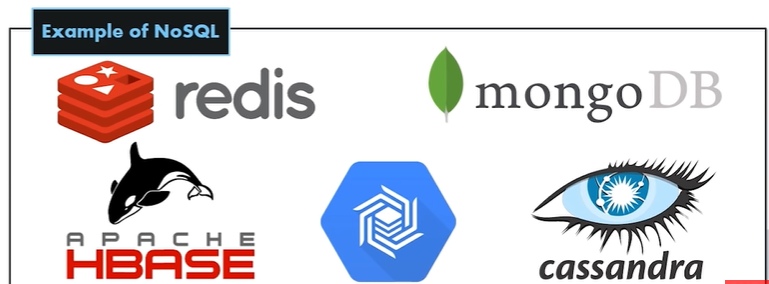 Example of NoSQL
redis
mongoDB
APACHE
HBASE
cassandra